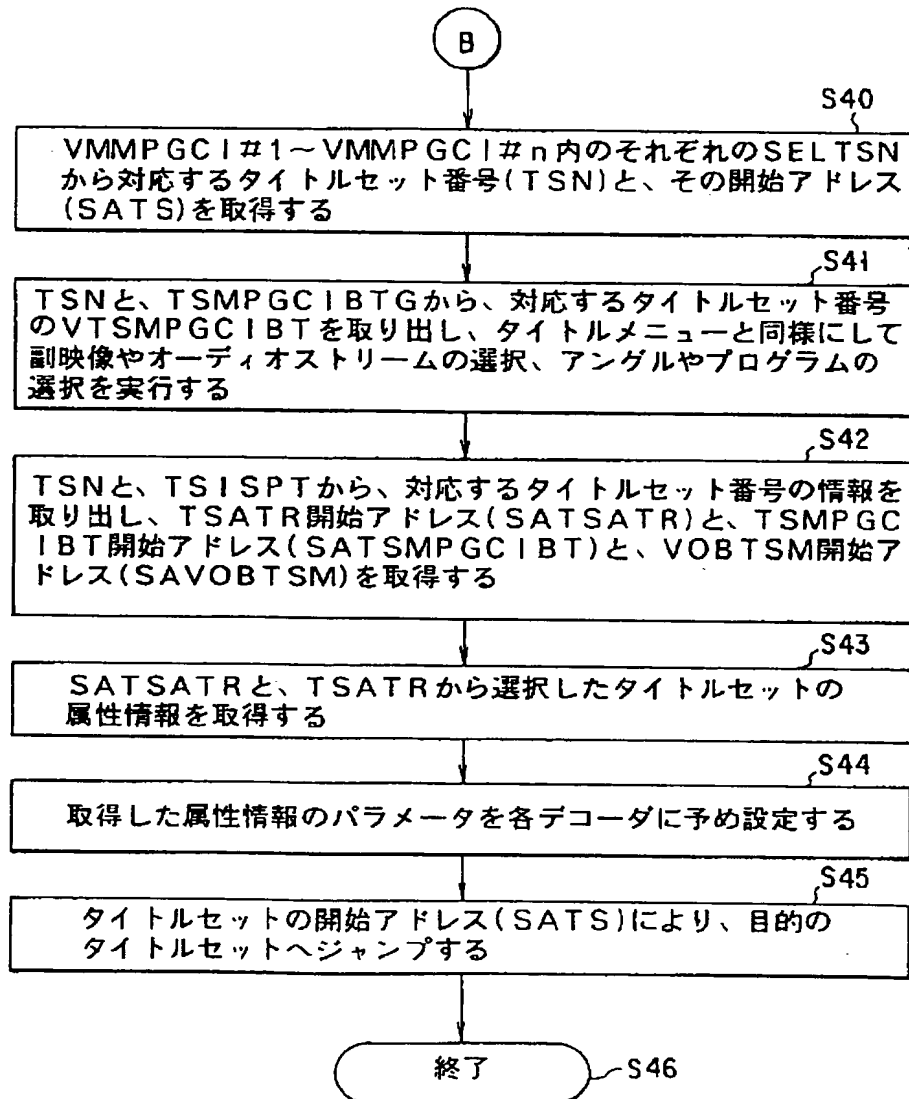 B
S40
VMMPGCI#1～VMMPGCI#n内のそれぞれのSELTSN
から対応するタイトルセット番号(TSN)と、その開始アドレス
(SATS)を取得する
S41
TSNと、TSMPGCIBTGから、対応するタイトルセット番号
のVTSMPGCIBTを取り出し、タイトルメニューと同様にして
副映像やオーディオストリームの選択、アングルやプログラムの
選択を実行する
S42
TSNと、TSISPTから、対応するタイトルセット番号の情報を
取り出し、TSATR開始アドレス(SATSATR)と、TSMPGC
IBT開始アドレス(SATSMPGCIBT)と、VOBTSM開始ア
ドレス(SAVOBTSM)を取得する
S43
SATSATRと、TSATRから選択したタイトルセットの
属性情報を取得する
S44
取得した属性情報のパラメータを各デコーダに予め設定する
S45
タイトルセットの開始アドレス(SATS)により、目的の
タイトルセットへジャンプする
終了
S46